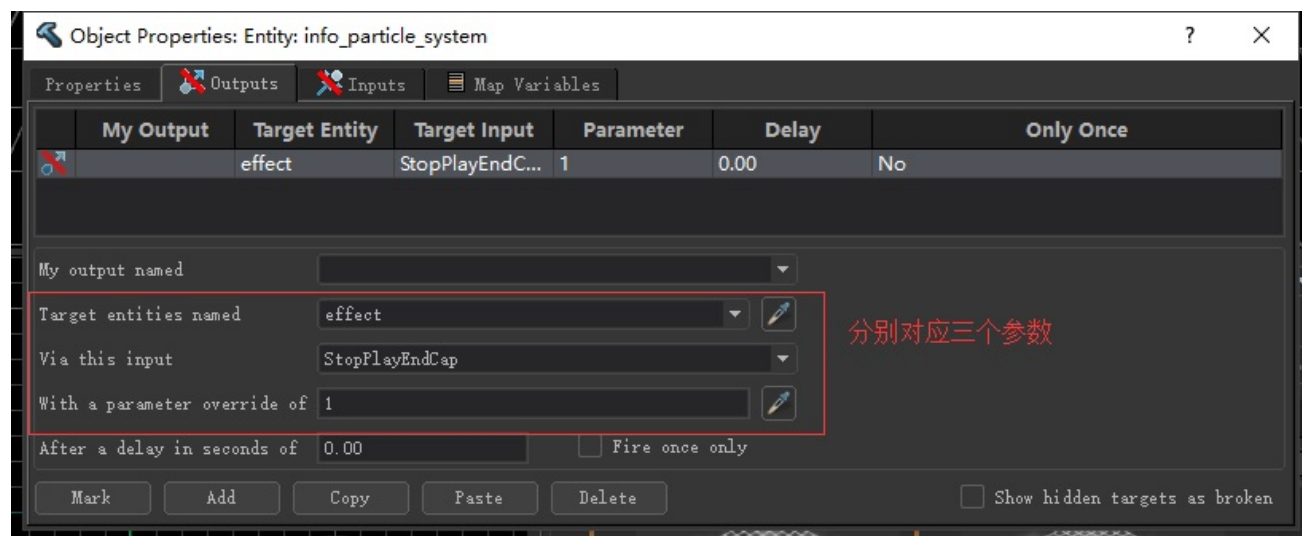 Object Properties: Entity: info_particle_system ? ×
Properties Outputs Inputs Map Variables
My Output Target Entity Target Input Parameter Delay Only Once
effect StopPlayEndC... 1 0.00 No
My output named
Target entities named effect
分别对应三个参数
Via this input StopPlayEndCap
With a parameter override of 1
After a delay in seconds of 0.00 Fire once only
Mark Add Copy Paste Delete Show hidden targets as broken